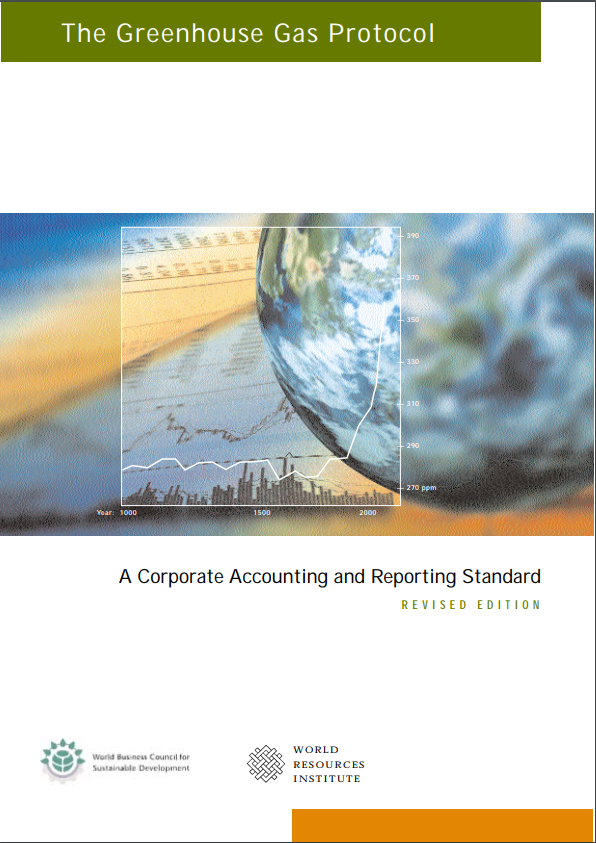 The Greenhouse Gas Protocol
390
370
350
330
310
290
270 ppm
Year: 1000 1500 2000
A Corporate Accounting and Reporting Standard
REVISED EDITION
World Business Council for
Sustainable Development
WORLD
RESOURCES
INSTITUTE